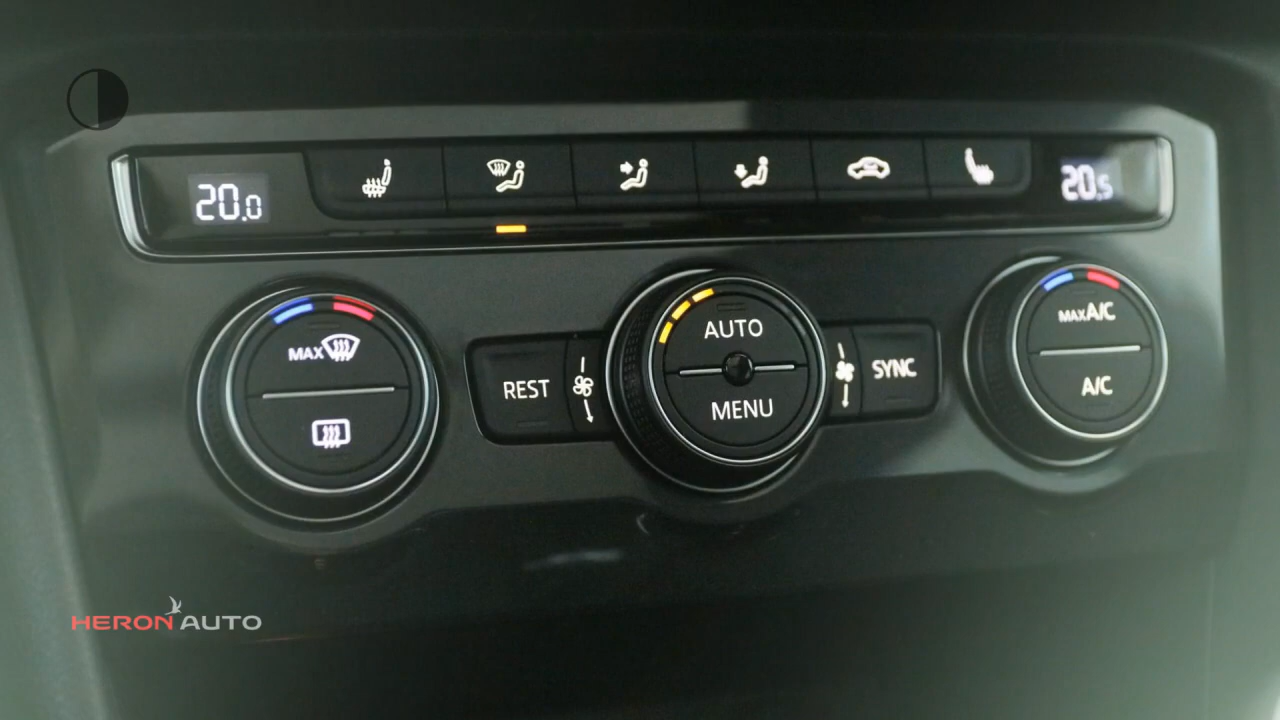 20.0
20.5
MAX
AUTO
MENU
REST
SYNC
MAX A/C
A/C
HERON AUTO